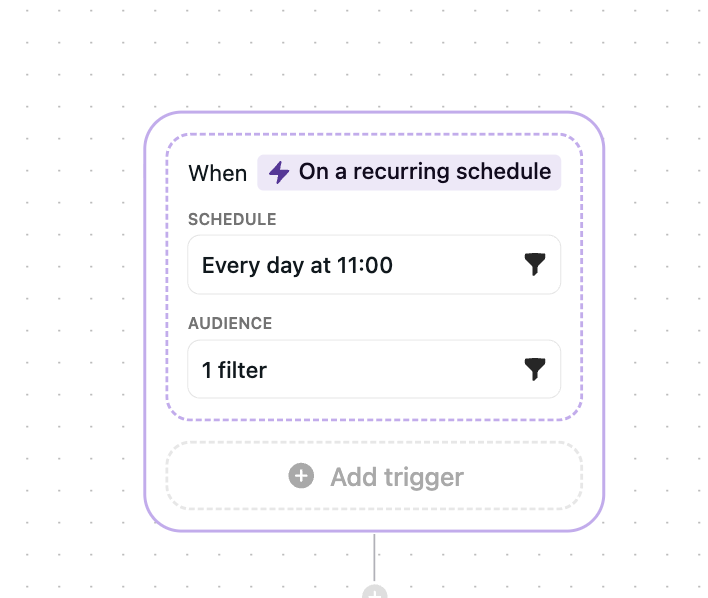 When On a recurring schedule
SCHEDULE
Every day at 11:00
AUDIENCE
1 filter
Add trigger